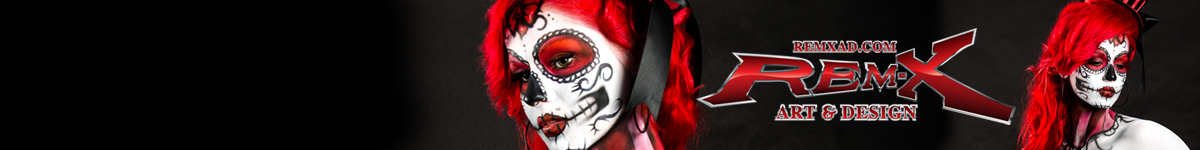 REMXAD.COM
REM-X
ART & DESIGN